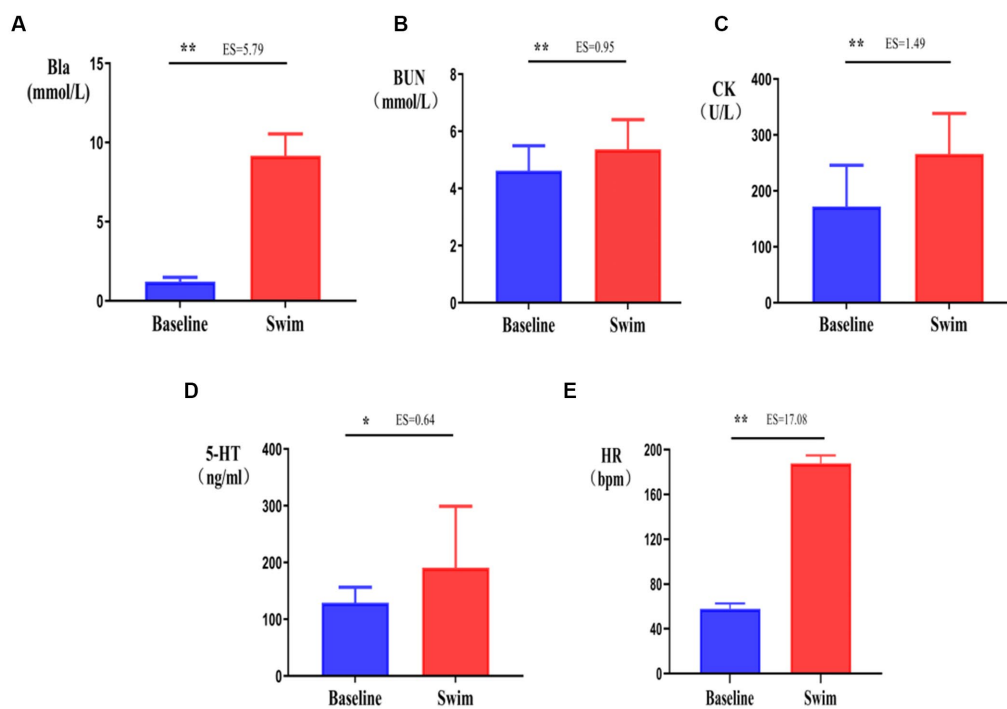 A
** ES=5.79
Bla
(mmol/L)
15
10
5
0
Baseline Swim
B
** ES=0.95
BUN
（mmol/L）
8
6
4
2
0
Baseline Swim
C
** ES=1.49
CK
（U/L）
400
300
200
100
0
Baseline Swim
D
* ES=0.64
5-HT
（ng/ml）
400
300
200
100
0
Baseline Swim
E
** ES=17.08
HR
（bpm）
200
160
120
80
40
0
Baseline Swim